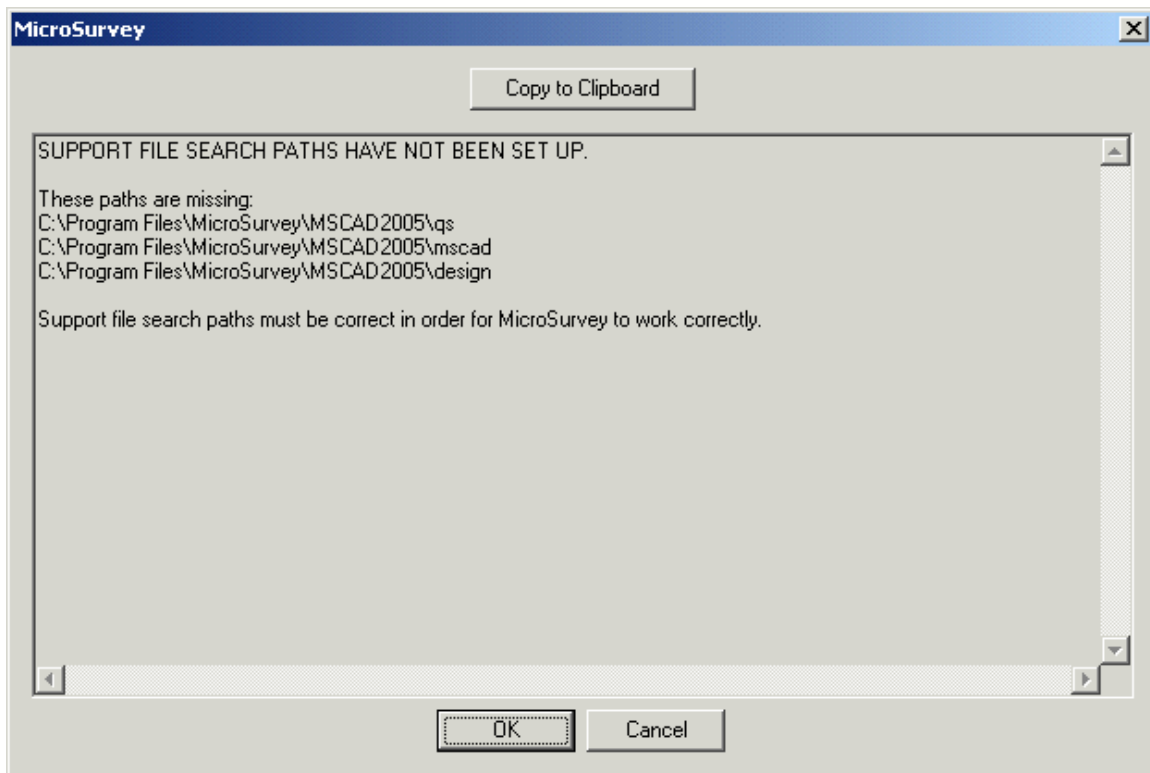 MicroSurvey
Copy to Clipboard
SUPPORT FILE SEARCH PATHS HAVE NOT BEEN SET UP.
These paths are missing:
C:\Program Files\MicroSurvey\MSCAD2005\qs
C:\Program Files\MicroSurvey\MSCAD2005\mscad
C:\Program Files\MicroSurvey\MSCAD2005\design
Support file search paths must be correct in order for MicroSurvey to work correctly.
OK Cancel